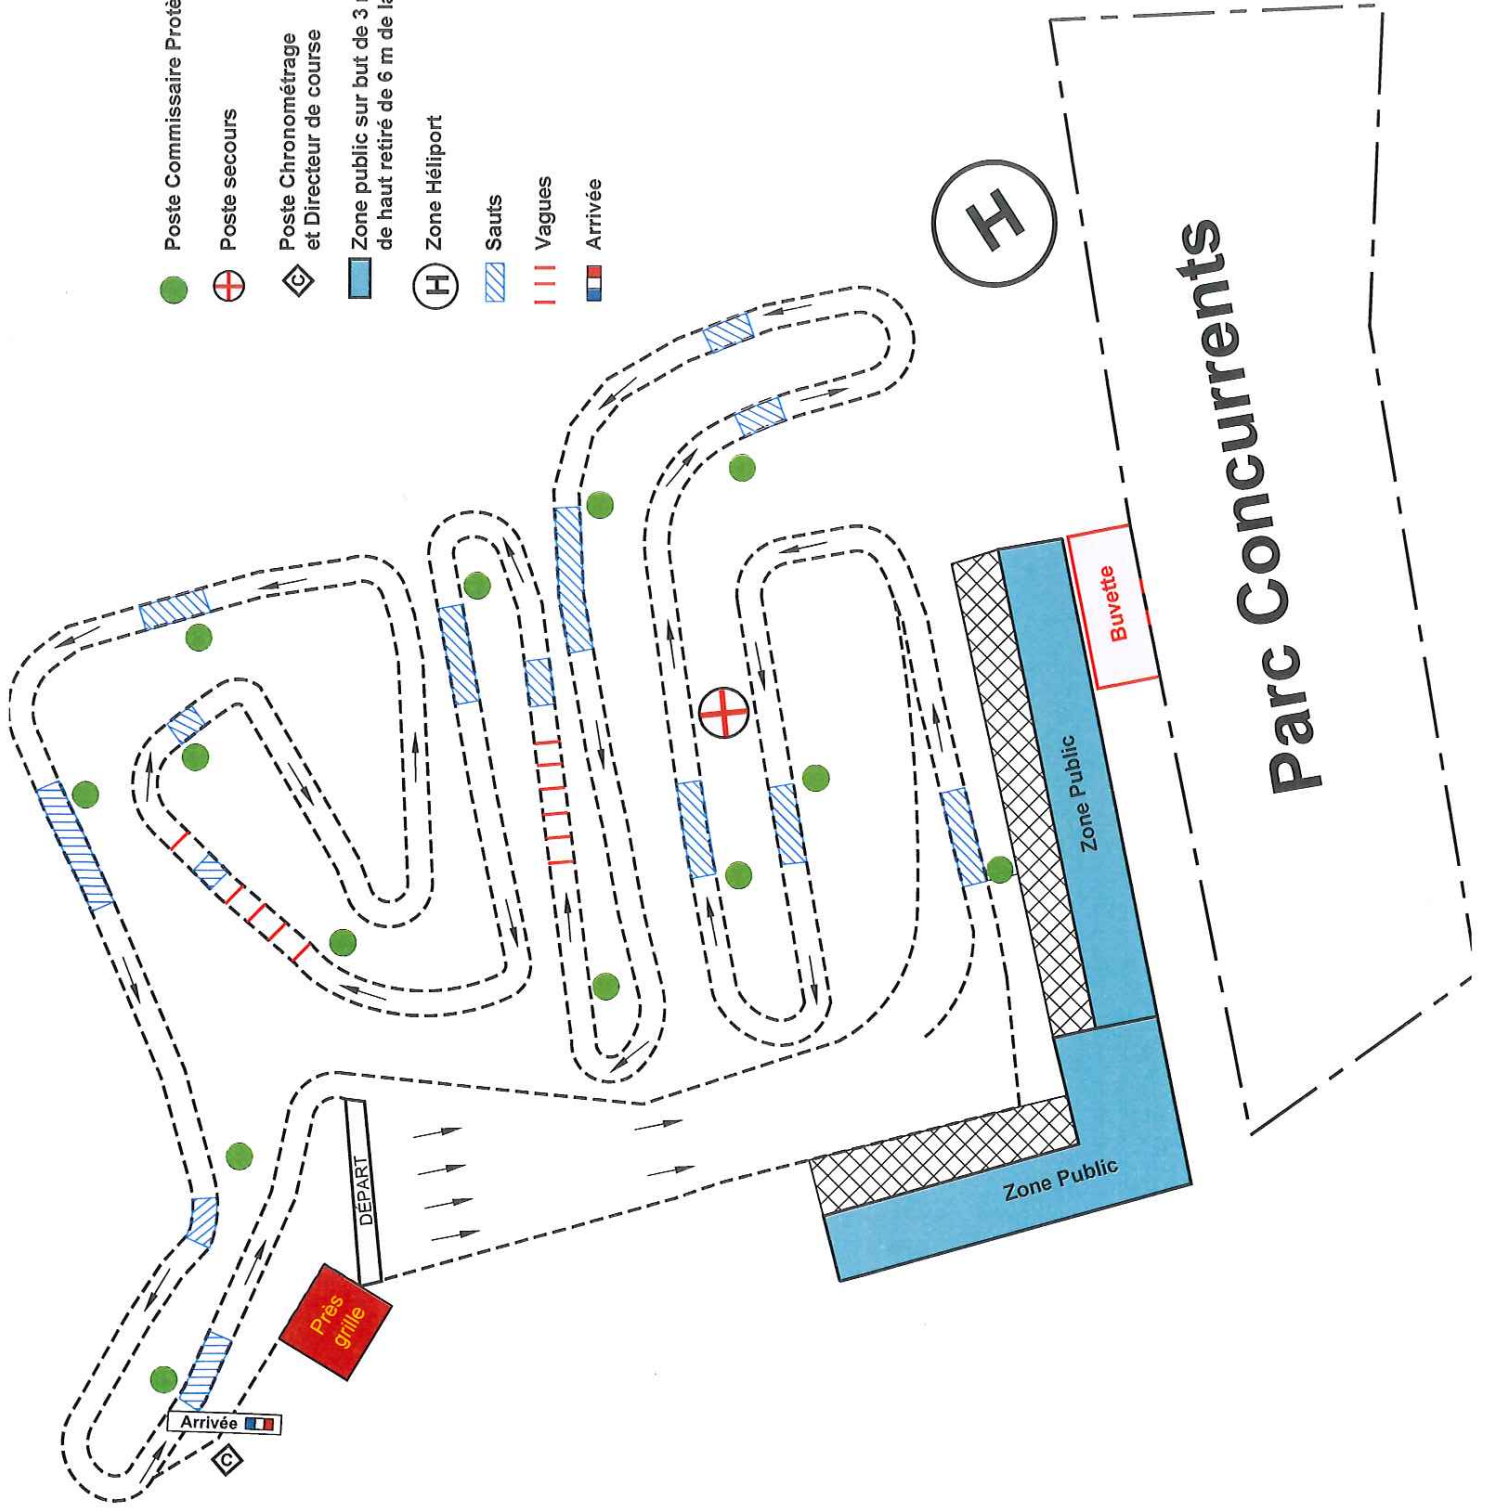 Poste Commissaire Protè
Poste secours
C
Poste Chronométrage
et Directeur de course
Zone public sur but de 3
de haut retiré de 6 m de la
H
Zone Héliport
Sauts
Vagues
Arrivée
H
Parc Concurrents
Buvette
Zone Public
Zone Public
DÉPART
Près
grille
Arrivée
C